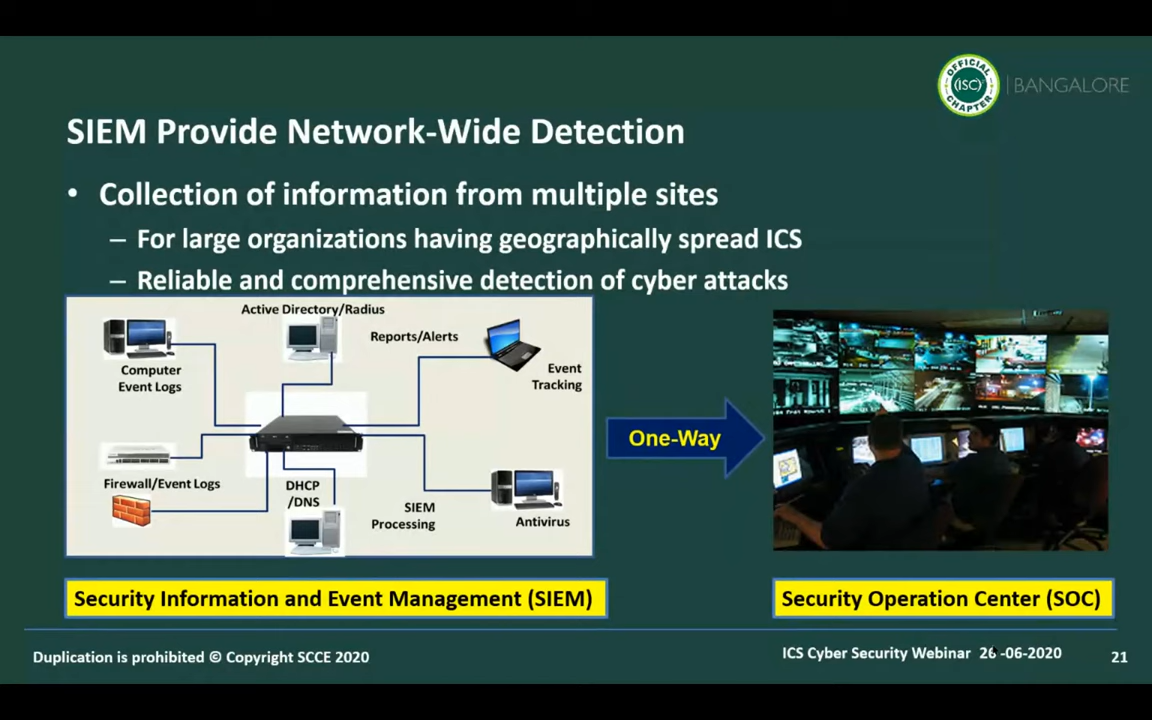 OFFICIAL
(ISC)²
CHAPTER
BANGALORE
SIEM Provide Network-Wide Detection
• Collection of information from multiple sites
– For large organizations having geographically spread ICS
– Reliable and comprehensive detection of cyber attacks
Active Directory/Radius
Reports/Alerts
Computer
Event Logs
Event
Tracking
One-Way
Firewall/Event Logs
DHCP
/DNS
SIEM
Processing
Antivirus
Security Information and Event Management (SIEM)
Security Operation Center (SOC)
Duplication is prohibited © Copyright SCCE 2020
ICS Cyber Security Webinar 26-06-2020
21